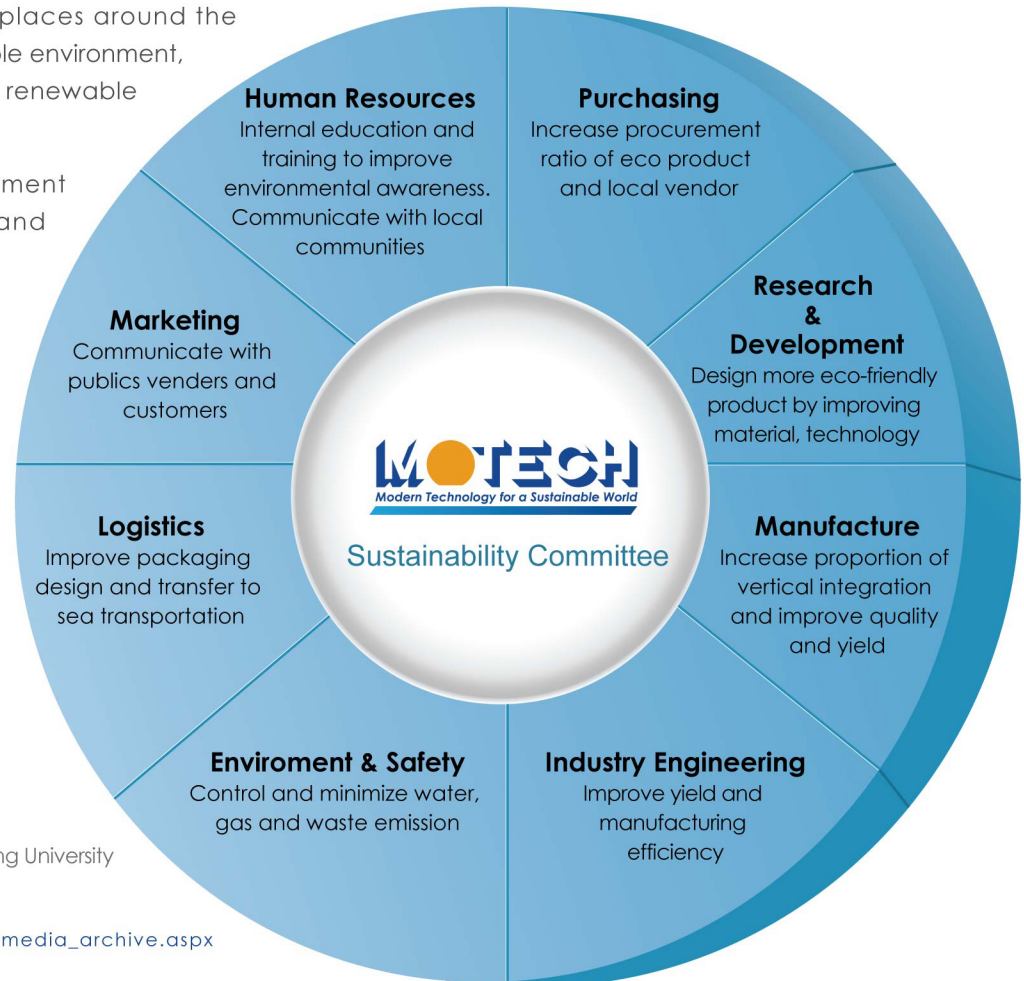 places around the
ble environment,
renewable
ment
and
Human Resources
Internal education and
training to improve
environmental awareness.
Communicate with local
communities
Purchasing
Increase procurement
ratio of eco product
and local vendor
Research
&
Development
Design more eco-friendly
product by improving
material, technology
Marketing
Communicate with
publics venders and
customers
MOTECH
Modern Technology for a Sustainable World
Sustainability Committee
Logistics
Improve packaging
design and transfer to
sea transportation
Manufacture
Increase proportion of
vertical integration
and improve quality
and yield
Enviroment & Safety
Control and minimize water,
gas and waste emission
Industry Engineering
Improve yield and
manufacturing
efficiency
ng University
media_archive.aspx